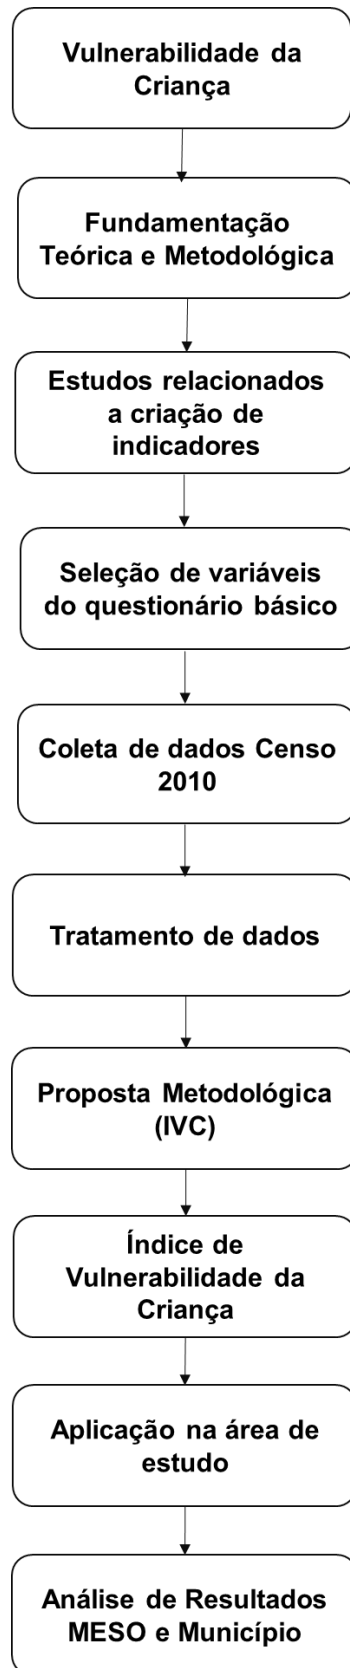 Vulnerabilidade da
Criança
Fundamentação
Teórica e Metodológica
Estudos relacionados
a criação de
indicadores
Seleção de variáveis
do questionário básico
Coleta de dados Censo
2010
Tratamento de dados
Proposta Metodológica
(IVC)
Índice de
Vulnerabilidade da
Criança
Aplicação na área de
estudo
Análise de Resultados
MESO e Município